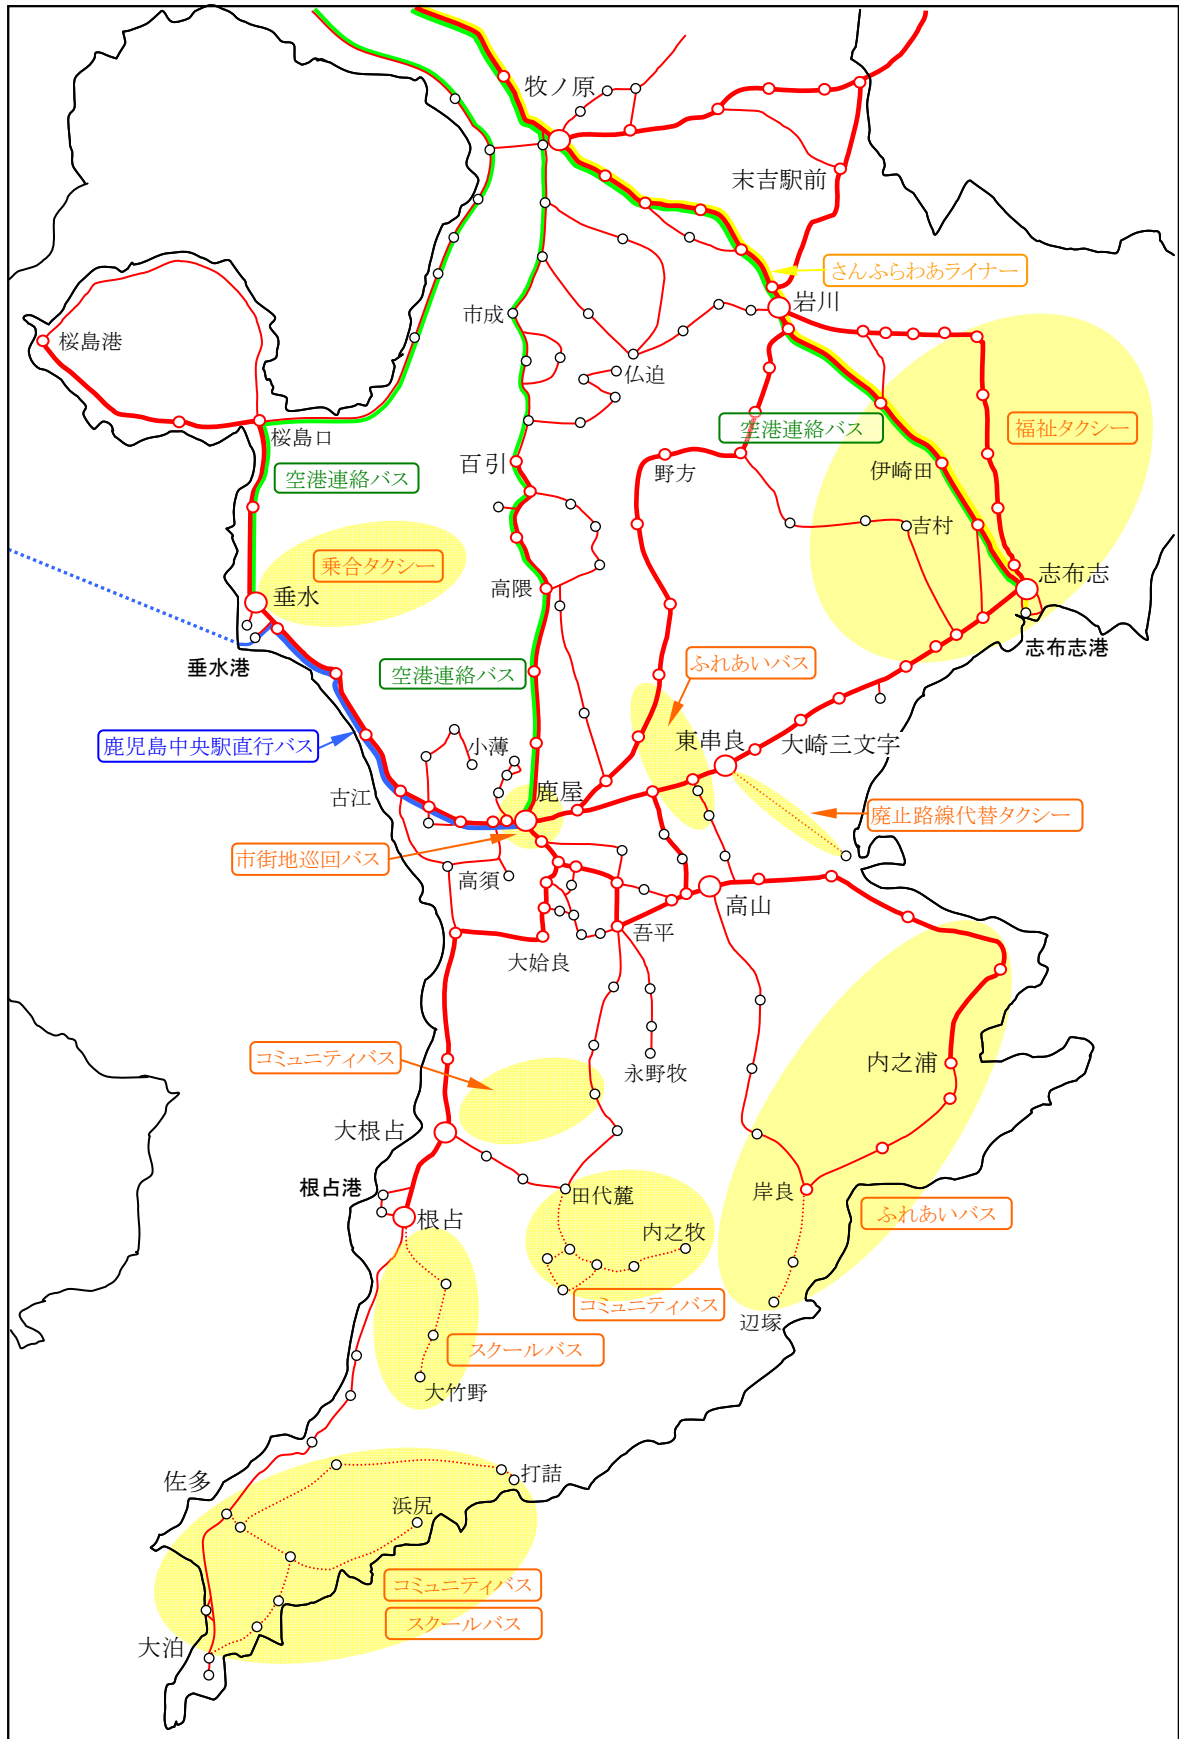 牧ノ原
末吉駅前
さんふらわあライナー
岩川
市成
桜島港
仏迫
桜島口
空港連絡バス
福祉タクシー
百引
野方
伊崎田
空港連絡バス
吉村
乗合タクシー
高隈
志布志
垂水
志布志港
垂水港
空港連絡バス
ふれあいバス
鹿児島中央駅直行バス
小薄
東串良
大崎三文字
古江
鹿屋
廃止路線代替タクシー
市街地巡回バス
高須
高山
吾平
大姶良
コミュニティバス
永野牧
内之浦
大根占
根占港
田代麓
岸良
根占
内之牧
ふれあいバス
コミュニティバス
辺塚
スクールバス
大竹野
佐多
打詰
浜尻
コミュニティバス
スクールバス
大泊